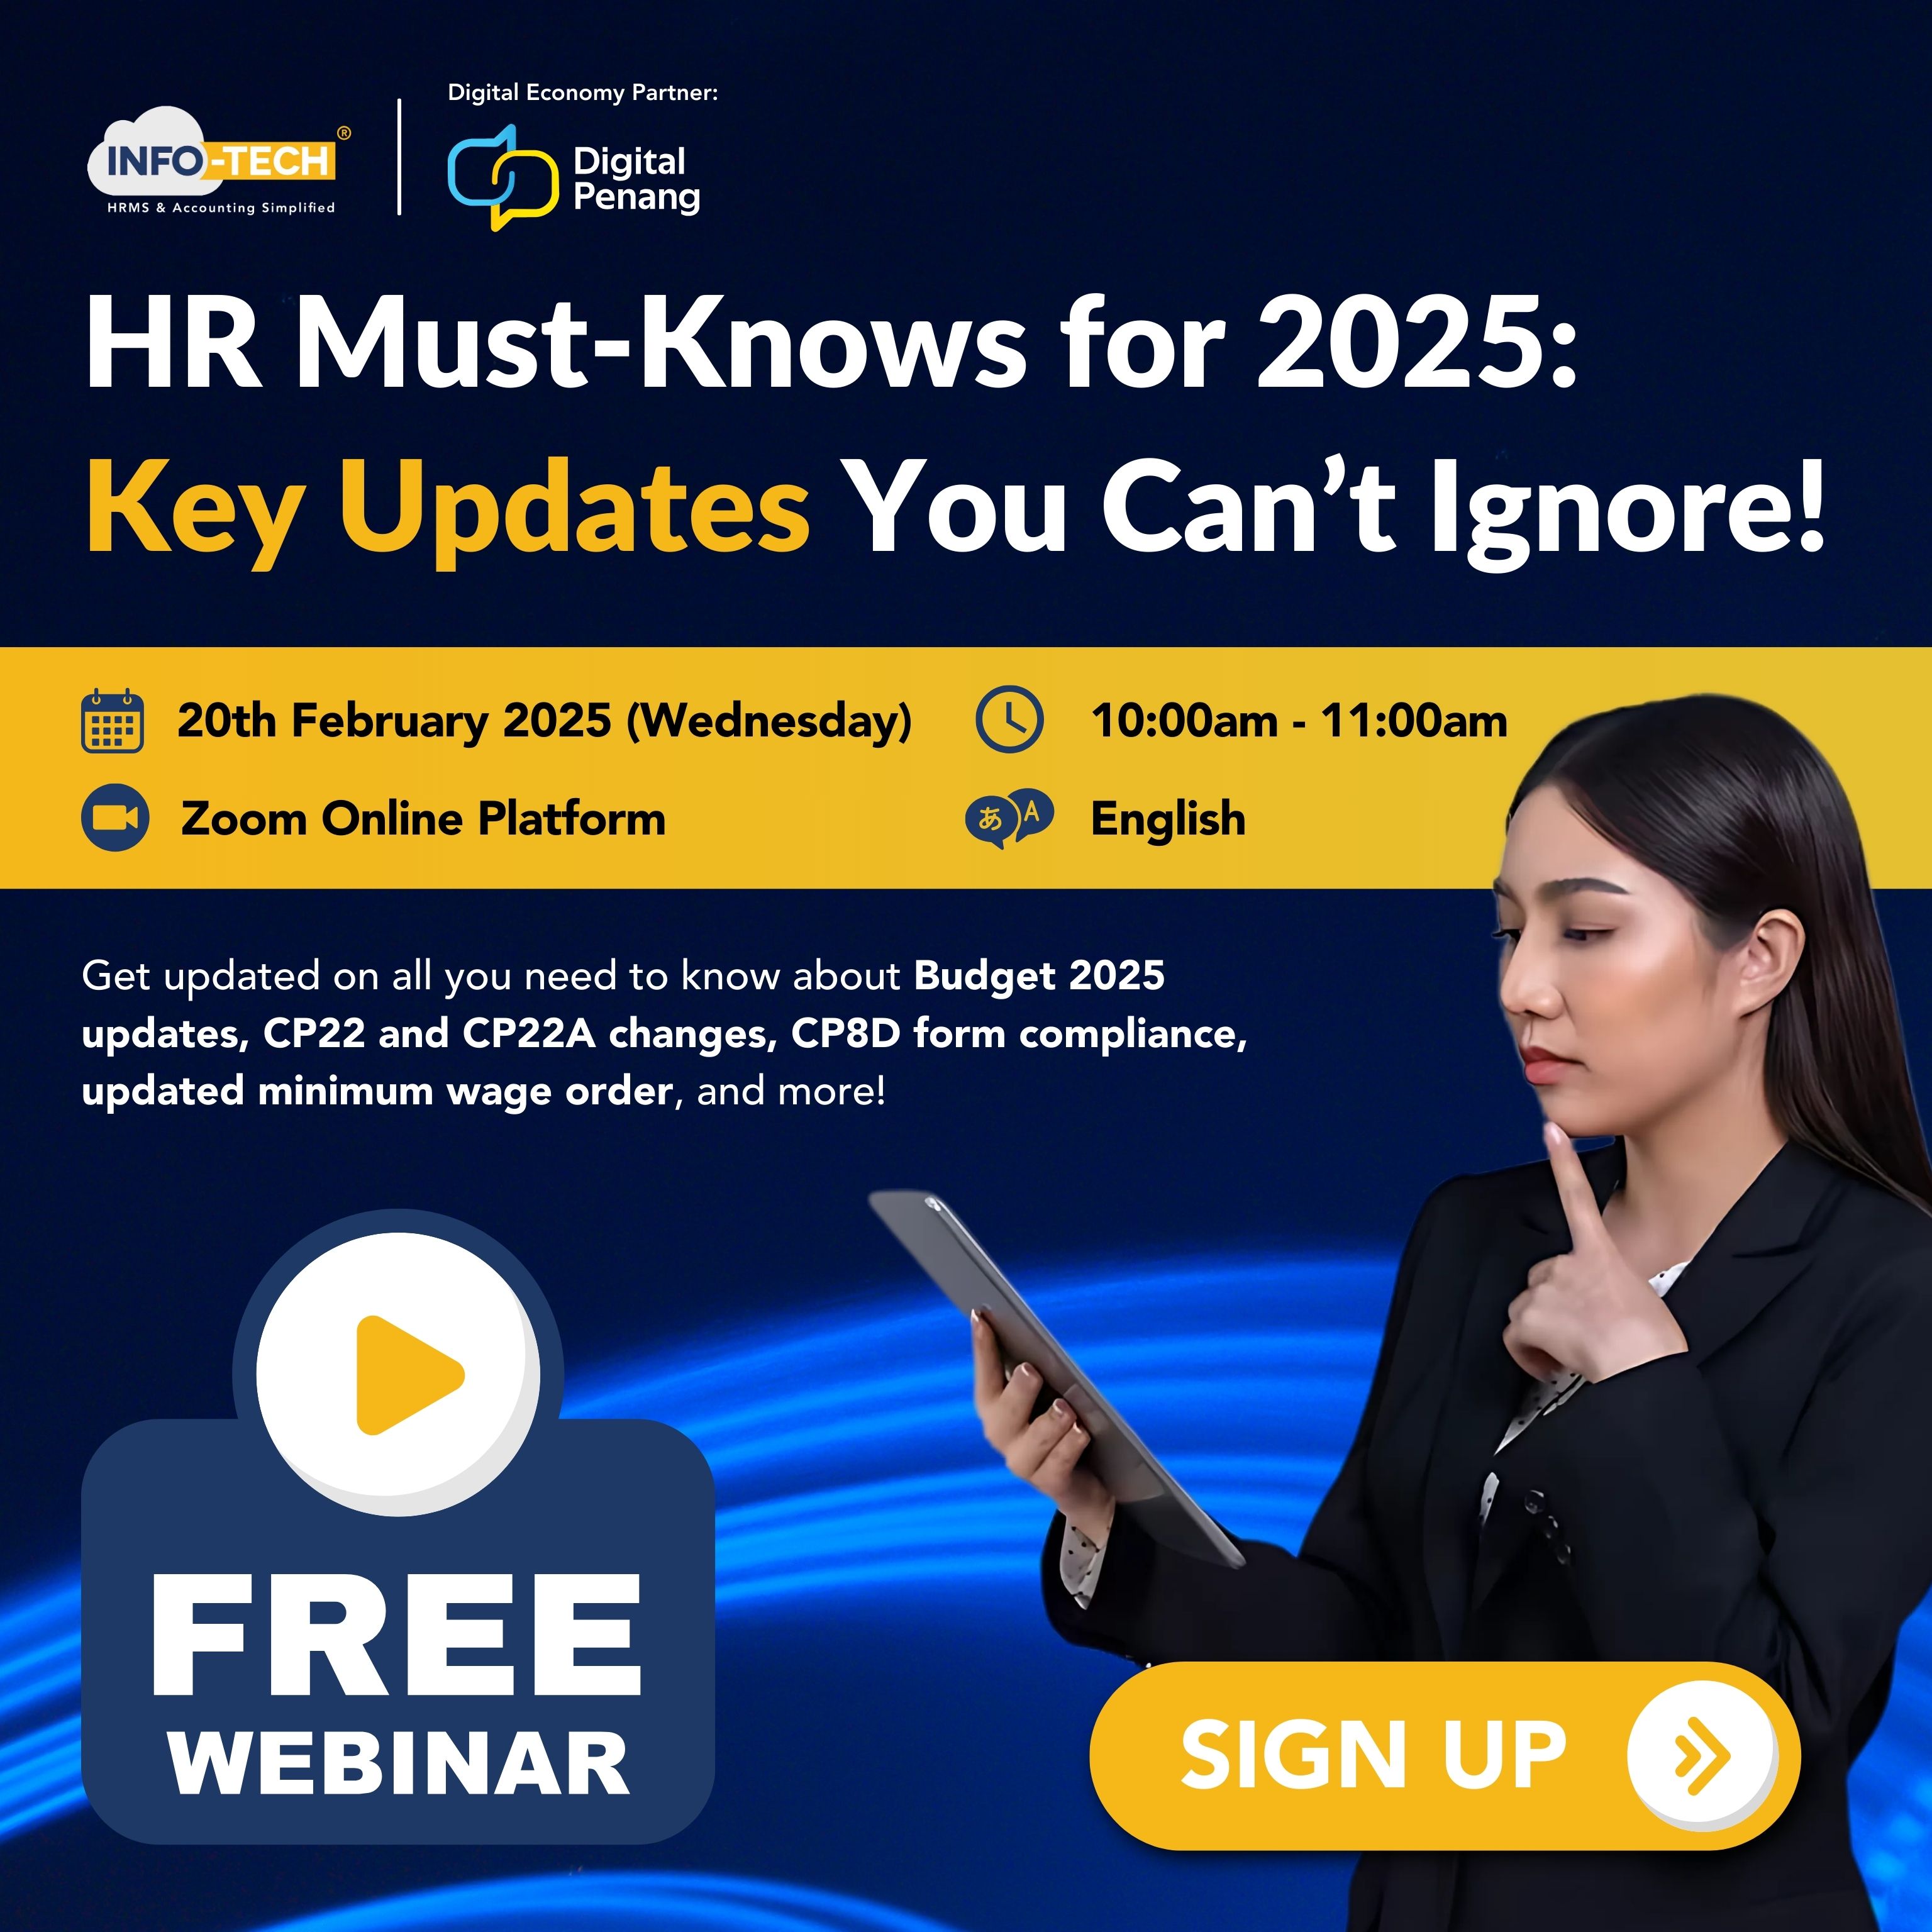 INFO-TECH®
HRMS & Accounting Simplified
Digital Economy Partner:
Digital
Penang
HR Must-Knows for 2025:
Key Updates You Can’t Ignore!
20th February 2025 (Wednesday)
10:00am - 11:00am
Zoom Online Platform
あ A
English
Get updated on all you need to know about Budget 2025
updates, CP22 and CP22A changes, CP8D form compliance,
updated minimum wage order, and more!
FREE
WEBINAR
SIGN UP